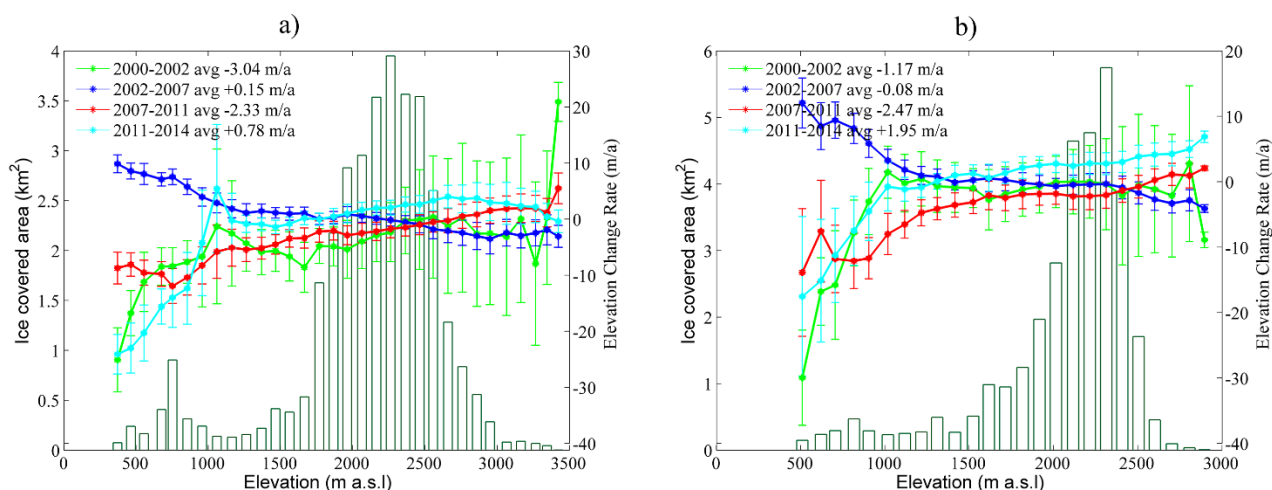 a)
4
3.5
3
2.5
2
1.5
1
0.5
0
Ice covered area (km²)
30
20
10
0
-10
-20
-30
-40
Elevation Change Rate (m/a)
2000-2002 avg -3.04 m/a
2002-2007 avg +0.15 m/a
2007-2011 avg -2.33 m/a
2011-2014 avg +0.78 m/a
0 500 1000 1500 2000 2500 3000 3500
Elevation (m a.s.l)
b)
6
5
4
3
2
1
0
Ice covered area (km²)
20
10
0
-10
-20
-30
-40
Elevation Change Rate (m/a)
2000-2002 avg -1.17 m/a
2002-2007 avg -0.08 m/a
2007-2011 avg -2.47 m/a
2011-2014 avg +1.95 m/a
0 500 1000 1500 2000 2500 3000
Elevation (m a.s.l)